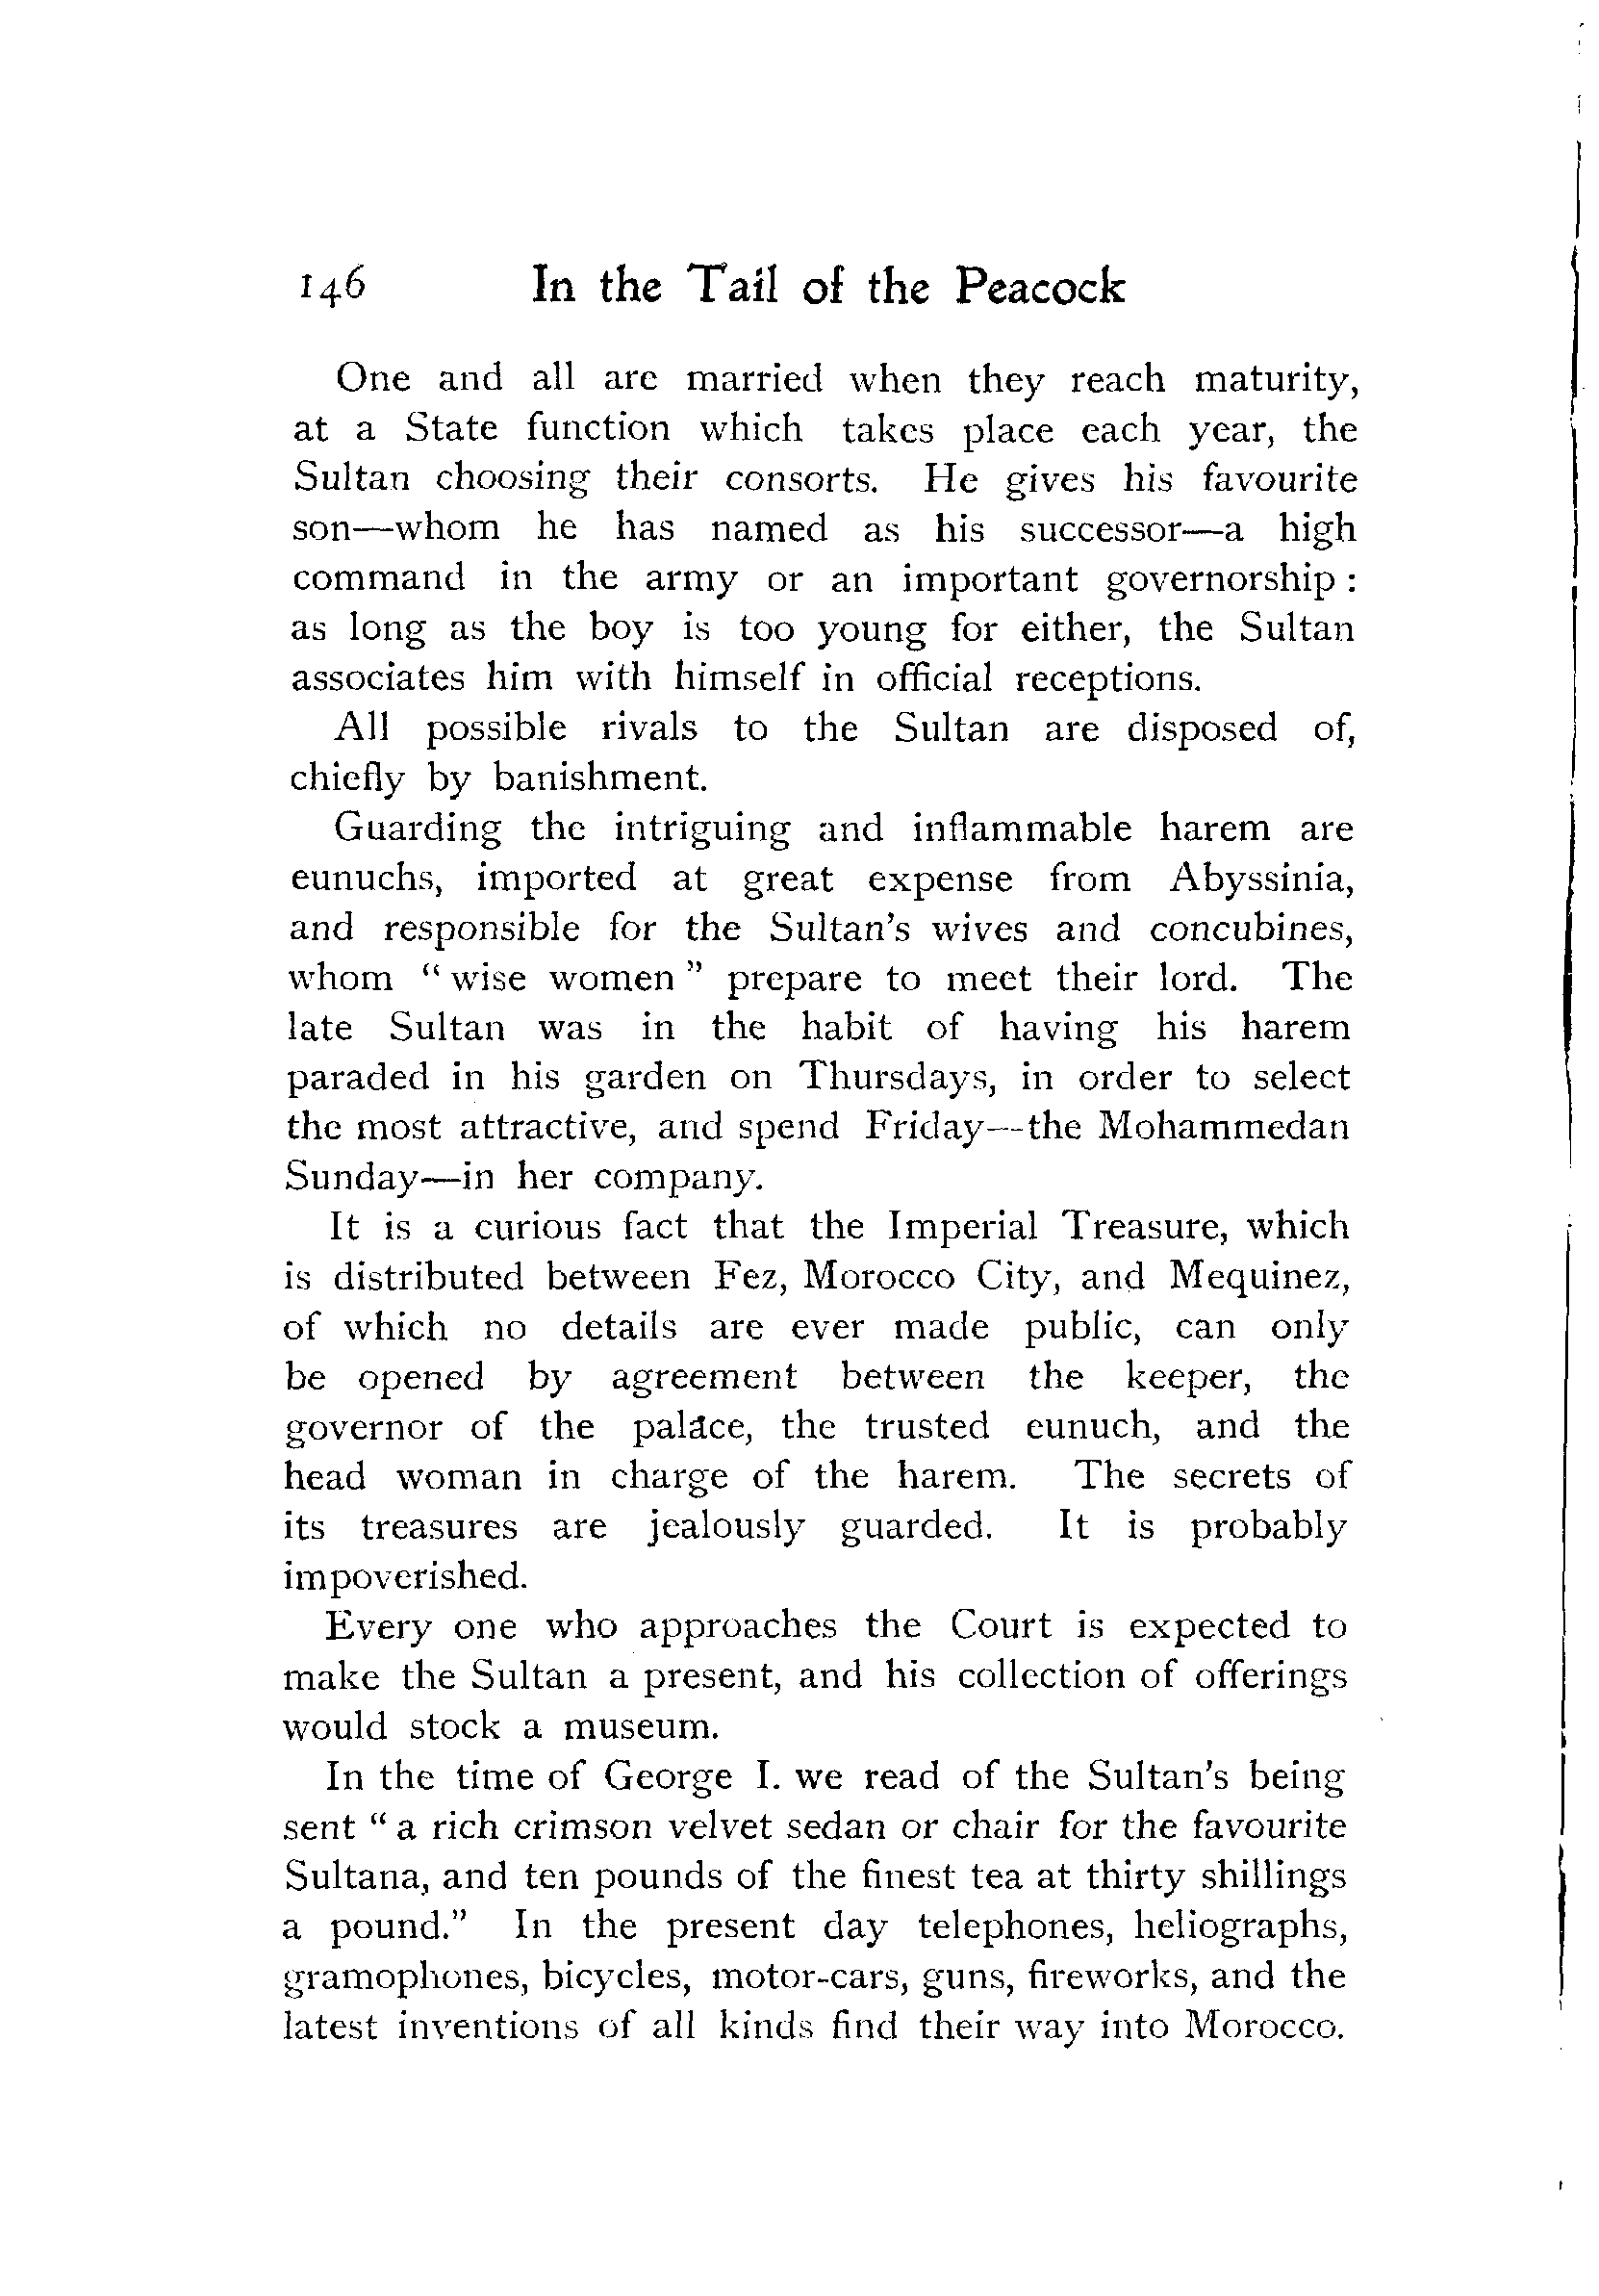 146 In the Tail of the Peacock
One and all are married when they reach maturity,
at a State function which takes place each year, the
Sultan choosing their consorts. He gives his favourite
son—whom he has named as his successor—a high
command in the army or an important governorship :
as long as the boy is too young for either, the Sultan
associates him with himself in official receptions.
All possible rivals to the Sultan are disposed of,
chiefly by banishment.
Guarding the intriguing and inflammable harem are
eunuchs, imported at great expense from Abyssinia,
and responsible for the Sultan's wives and concubines,
whom " wise women " prepare to meet their lord. The
late Sultan was in the habit of having his harem
paraded in his garden on Thursdays, in order to select
the most attractive, and spend Friday—the Mohammedan
Sunday—in her company.
It is a curious fact that the Imperial Treasure, which
is distributed between Fez, Morocco City, and Mequinez,
of which no details are ever made public, can only
be opened by agreement between the keeper, the
governor of the palace, the trusted eunuch, and the
head woman in charge of the harem. The secrets of
its treasures are jealously guarded. It is probably
impoverished.
Every one who approaches the Court is expected to
make the Sultan a present, and his collection of offerings
would stock a museum.
In the time of George I. we read of the Sultan's being
sent " a rich crimson velvet sedan or chair for the favourite
Sultana, and ten pounds of the finest tea at thirty shillings
a pound." In the present day telephones, heliographs,
gramophones, bicycles, motor-cars, guns, fireworks, and the
latest inventions of all kinds find their way into Morocco.